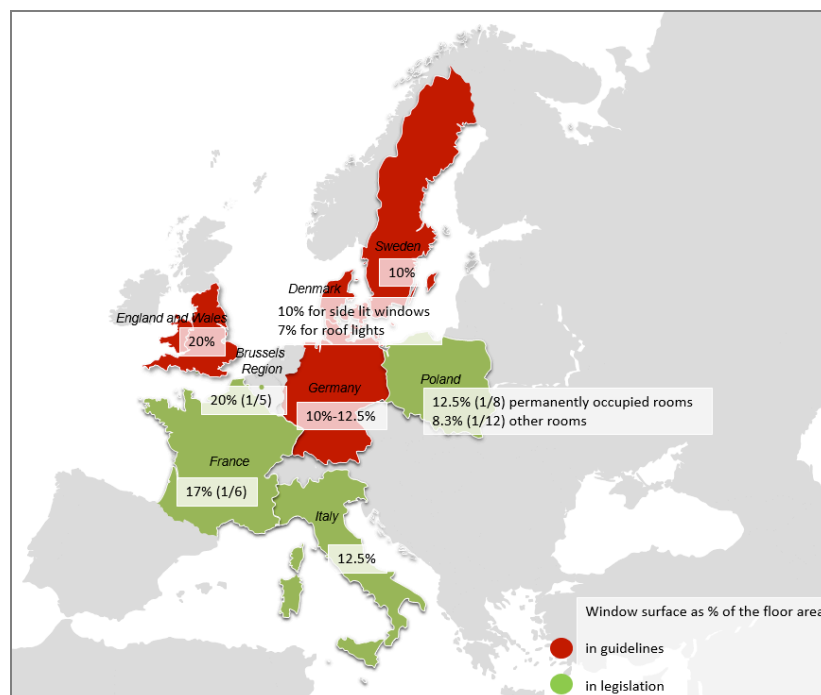 Sweden
10%
Denmark
10% for side lit windows
7% for roof lights
England and Wales
20%
Brussels
Region
20% (1/5)
Germany
10%-12.5%
Poland
12.5% (1/8) permanently occupied rooms
8.3% (1/12) other rooms
France
17% (1/6)
Italy
12.5%
Window surface as % of the floor area
in guidelines
in legislation